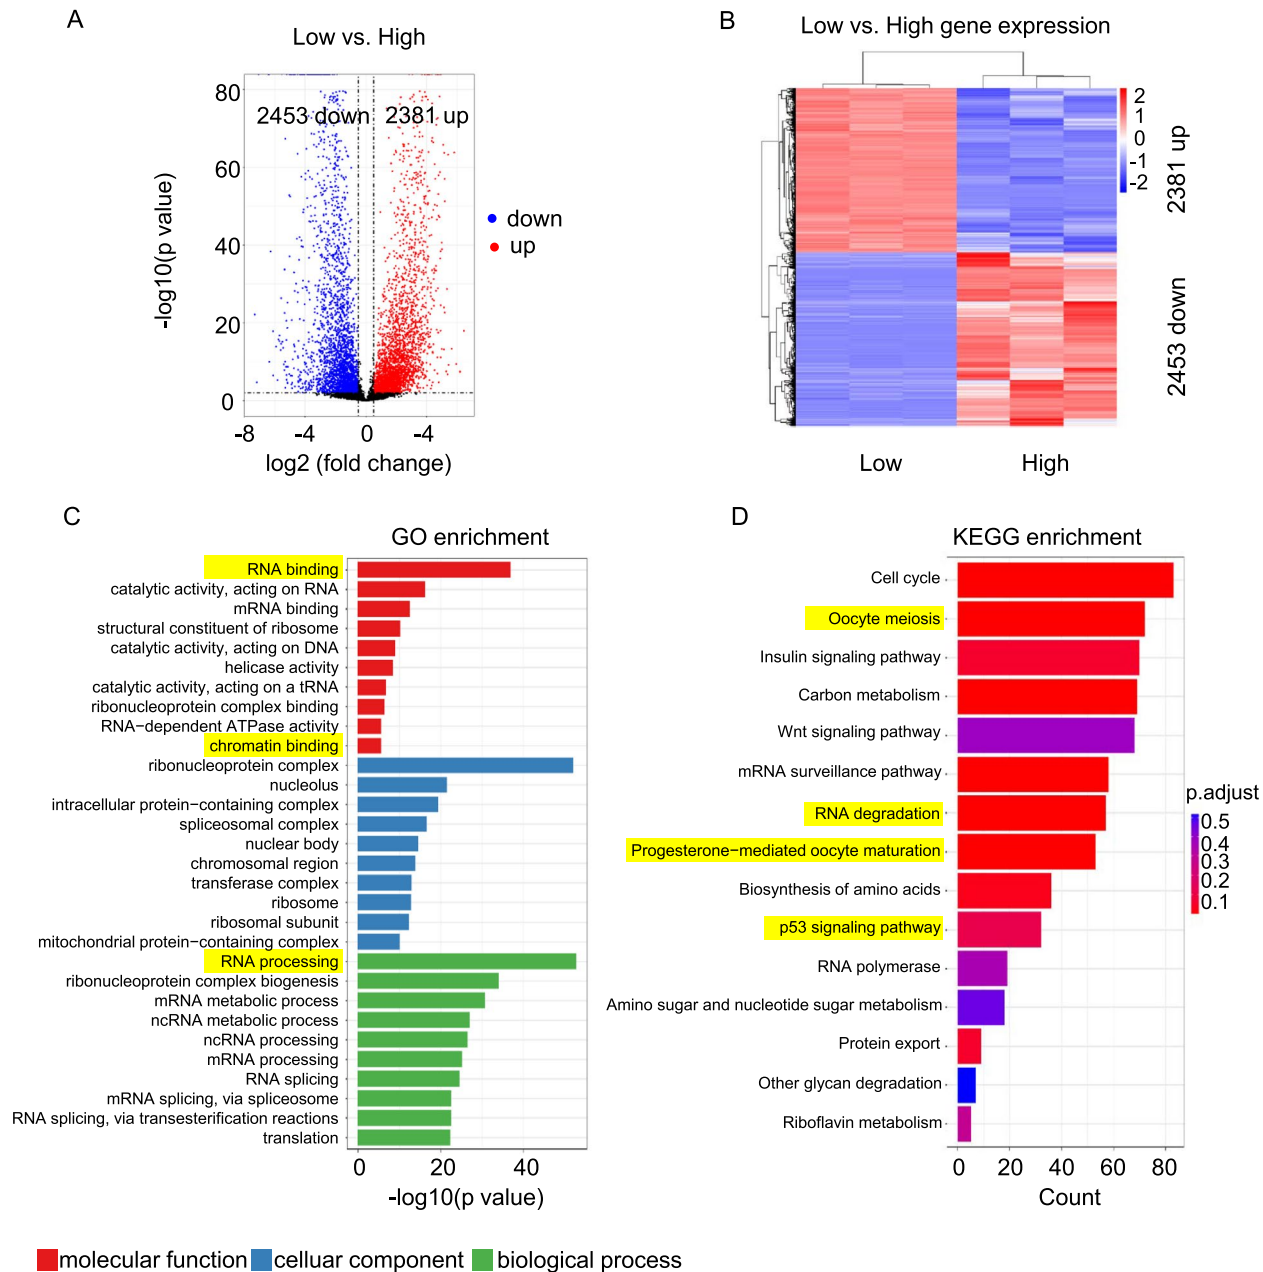 A
Low vs. High
80
60
40
20
0
2453 down
2381 up
-log10(p value)
-8
-4
0
-4
log2 (fold change)
down
up
B
Low vs. High gene expression
2
1
0
-1
-2
2381 up
2453 down
Low
High
C
GO enrichment
RNA binding
catalytic activity, acting on RNA
mRNA binding
structural constituent of ribosome
catalytic activity, acting on DNA
helicase activity
catalytic activity, acting on a tRNA
ribonucleoprotein complex binding
RNA−dependent ATPase activity
chromatin binding
ribonucleoprotein complex
nucleolus
intracellular protein−containing complex
spliceosomal complex
nuclear body
chromosomal region
transferase complex
ribosome
ribosomal subunit
mitochondrial protein−containing complex
RNA processing
ribonucleoprotein complex biogenesis
mRNA metabolic process
ncRNA metabolic process
ncRNA processing
mRNA processing
RNA splicing
mRNA splicing, via spliceosome
RNA splicing, via transesterification reactions
translation
0
20
40
-log10(p value)
molecular function
celluar component
biological process
D
KEGG enrichment
Cell cycle
Oocyte meiosis
Insulin signaling pathway
Carbon metabolism
Wnt signaling pathway
mRNA surveillance pathway
RNA degradation
Progesterone−mediated oocyte maturation
Biosynthesis of amino acids
p53 signaling pathway
RNA polymerase
Amino sugar and nucleotide sugar metabolism
Protein export
Other glycan degradation
Riboflavin metabolism
0
20
40
60
80
Count
p.adjust
0.5
0.4
0.3
0.2
0.1